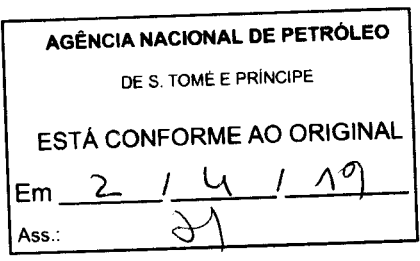 AGÊNCIA NACIONAL DE PETRÓLEO
DE S. TOMÉ E PRÍNCIPE
ESTÁ CONFORME AO ORIGINAL
Em 2 / 4 / 19
Ass.: